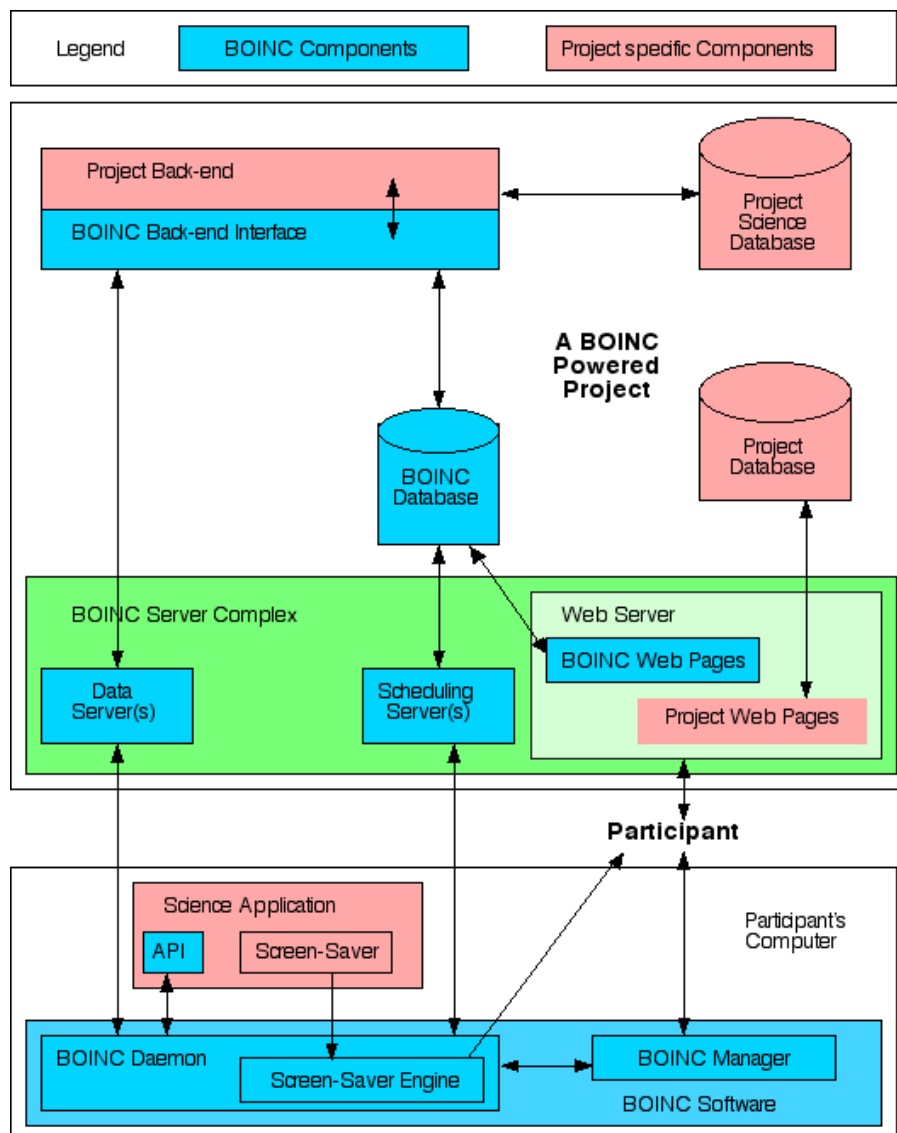 Legend
BOINC Components
Project specific Components
Project Back-end
BOINC Back-end Interface
Project
Science
Database
A BOINC
Powered
Project
Project
Database
BOINC
Database
BOINC Server Complex
Web Server
BOINC Web Pages
Data
Server(s)
Scheduling
Server(s)
Project Web Pages
Participant
Science Application
API
Screen-Saver
Participant's
Computer
BOINC Daemon
Screen-Saver Engine
BOINC Manager
BOINC Software